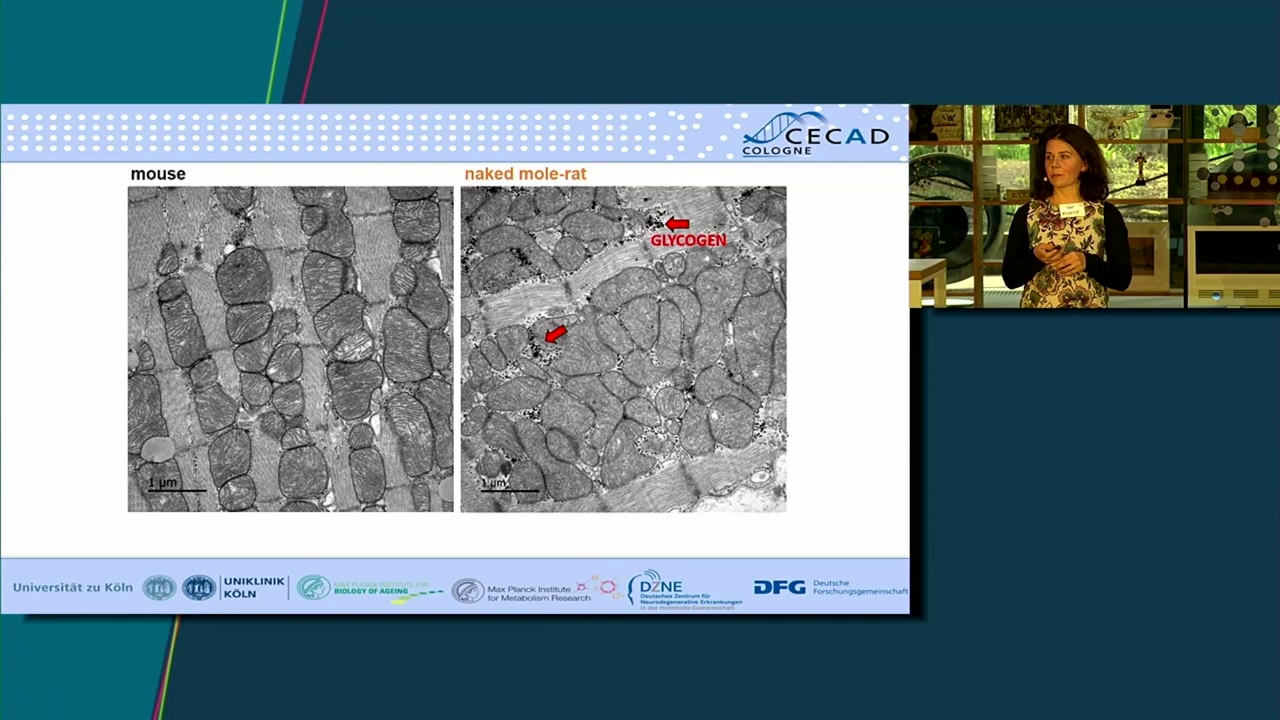 CECAD
COLOGNE
mouse
naked mole-rat
GLYCOGEN
1 µm
1 µm
Universität zu Köln
UNIKLINIK
KÖLN
MAX PLANCK INSTITUTE FOR
BIOLOGY OF AGEING
Max Planck Institute
for Metabolism Research
DZNE
Deutsches Zentrum für
Neurodegenerative Erkrankungen
in der Helmholtz-Gemeinschaft
DFG
Deutsche
Forschungsgemeinschaft